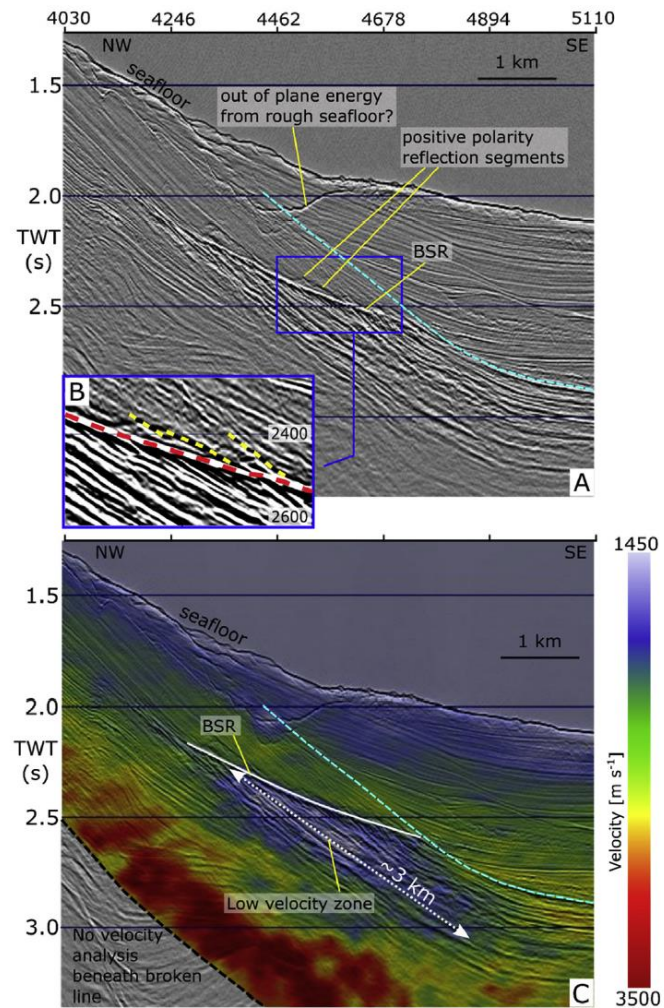 4030 4246 4462 4678 4894 5110
NW SE
1 km
seafloor
out of plane energy
from rough seafloor?
positive polarity
reflection segments
BSR
1.5
2.0
TWT
(s)
2.5
B
2400
2600
A
NW SE
1450
1.5
seafloor
1 km
2.0
BSR
TWT
(s)
2.5
~3 km
Low velocity zone
3.0
No velocity
analysis
beneath broken
line
C
Velocity [m s⁻¹]
3500